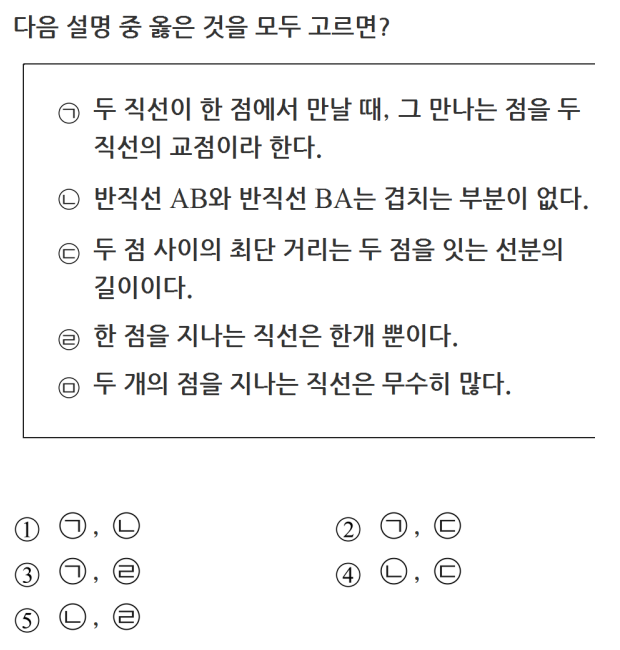 다음 설명 중 옳은 것을 모두 고르면?
㉠ 두 직선이 한 점에서 만날 때, 그 만나는 점을 두
직선의 교점이라 한다.
㉡ 반직선 AB와 반직선 BA는 겹치는 부분이 없다.
㉢ 두 점 사이의 최단 거리는 두 점을 잇는 선분의
길이이다.
㉣ 한 점을 지나는 직선은 한개 뿐이다.
㉤ 두 개의 점을 지나는 직선은 무수히 많다.
① ㉠, ㉡ ② ㉠, ㉢
③ ㉠, ㉣ ④ ㉡, ㉢
⑤ ㉡, ㉣